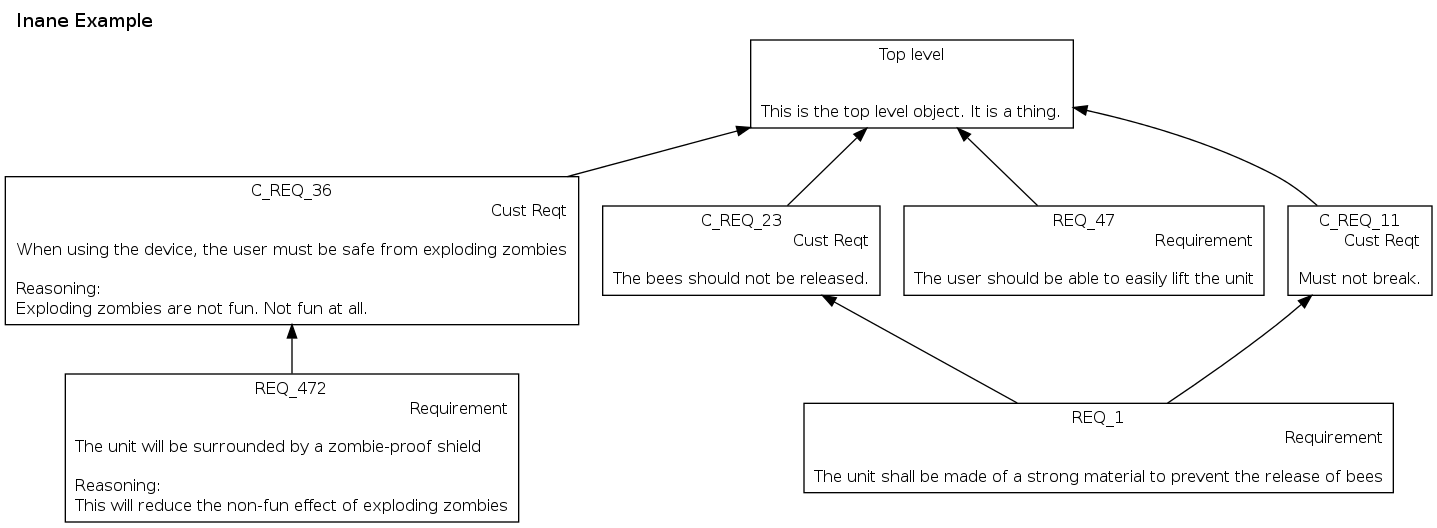 Inane Example
Top level
This is the top level object. It is a thing.
C_REQ_36
Cust Reqt
When using the device, the user must be safe from exploding zombies
Reasoning:
Exploding zombies are not fun. Not fun at all.
C_REQ_23
Cust Reqt
The bees should not be released.
REQ_47
Requirement
The user should be able to easily lift the unit
C_REQ_11
Cust Reqt
Must not break.
REQ_472
Requirement
The unit will be surrounded by a zombie-proof shield
Reasoning:
This will reduce the non-fun effect of exploding zombies
REQ_1
Requirement
The unit shall be made of a strong material to prevent the release of bees